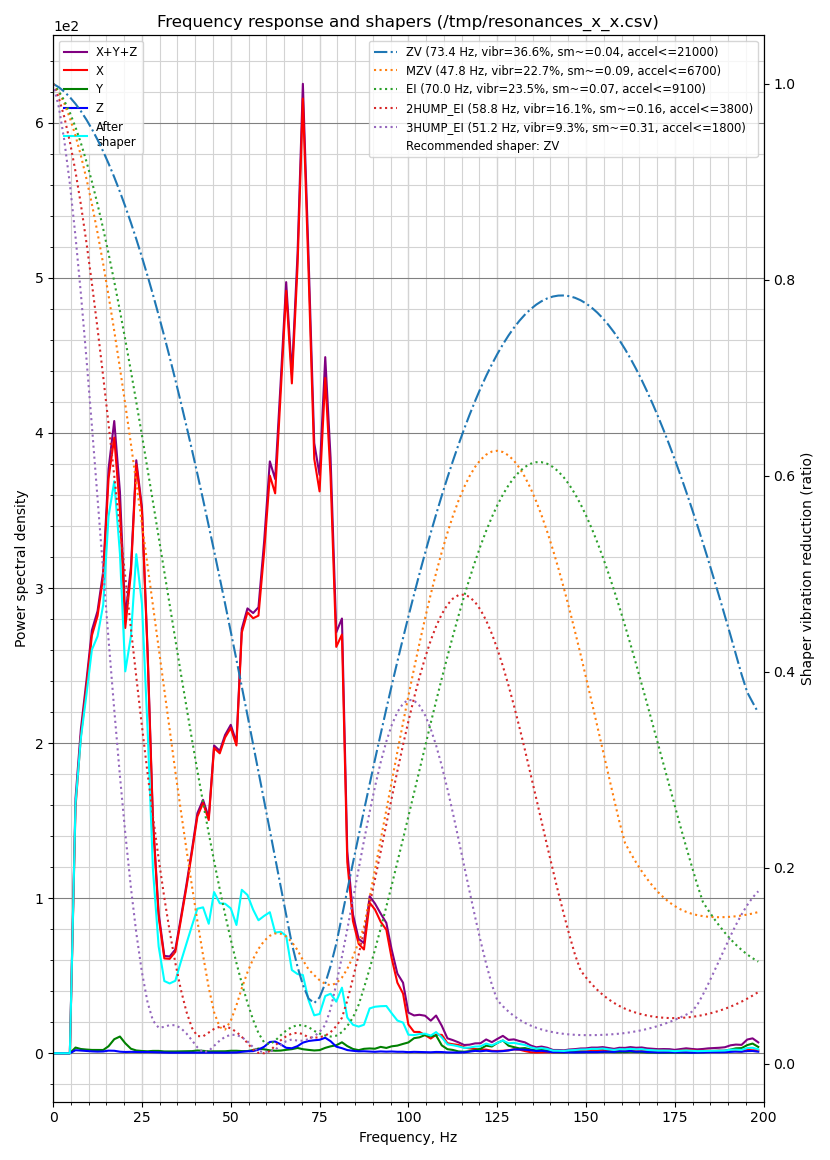 Frequency response and shapers (/tmp/resonances_x_x.csv)
1e2
X+Y+Z
X
Y
Z
After
shaper
ZV (73.4 Hz, vibr=36.6%, sm~=0.04, accel<=21000)
MZV (47.8 Hz, vibr=22.7%, sm~=0.09, accel<=6700)
EI (70.0 Hz, vibr=23.5%, sm~=0.07, accel<=9100)
2HUMP_EI (58.8 Hz, vibr=16.1%, sm~=0.16, accel<=3800)
3HUMP_EI (51.2 Hz, vibr=9.3%, sm~=0.31, accel<=1800)
Recommended shaper: ZV
Power spectral density
6
5
4
3
2
1
0
1.0
0.8
0.6
0.4
0.2
0.0
Shaper vibration reduction (ratio)
0 25 50 75 100 125 150 175 200
Frequency, Hz